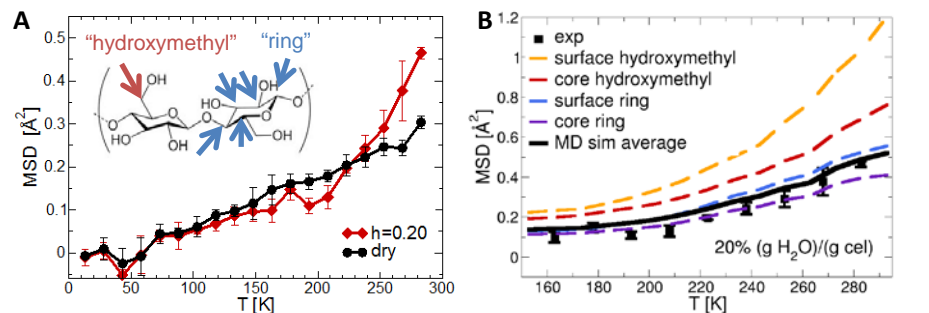 A
"hydroxymethyl"
"ring"
OH
OH
HO
O
O
O
O
O
HO
OH
OH
MSD [Å²]
0.5
0.4
0.3
0.2
0.1
0
h=0.20
dry
0 50 100 150 200 250 300
T [K]
B
exp
surface hydroxymethyl
core hydroxymethyl
surface ring
core ring
MD sim average
MSD [Å²]
1.2
1
0.8
0.6
0.4
0.2
0
20% (g H₂O)/(g cel)
160 180 200 220 240 260 280
T [K]